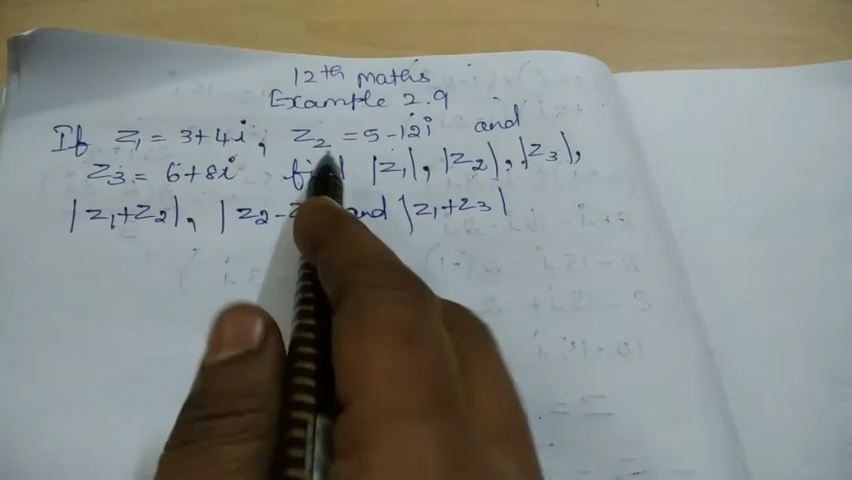 12th maths
Example 2.9
If z₁ = 3+4i, z₂ = 5-12i and
z₃ = 6+8i |z₁|, |z₂|, |z₃|,
|z₁+z₂|, |z₂- and |z₁+z₃|